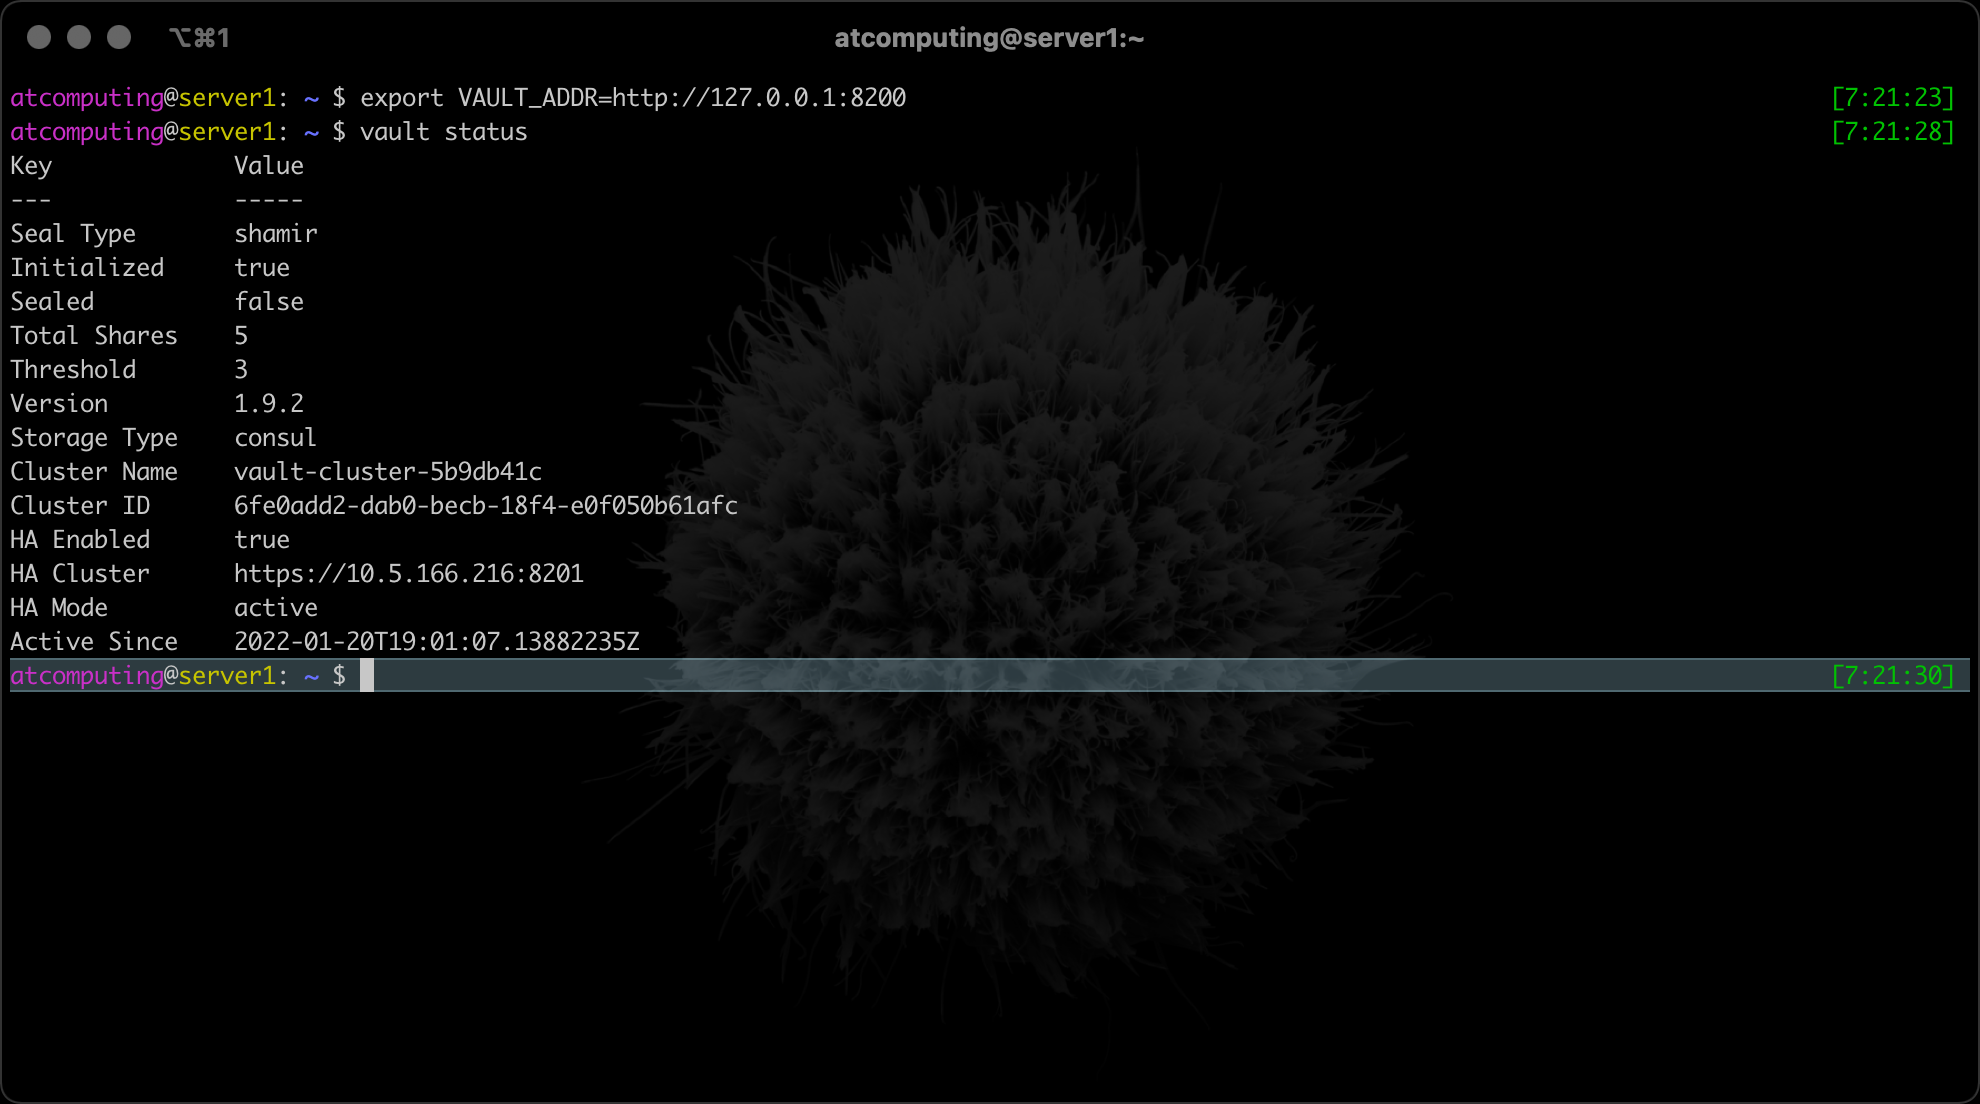 ⌥⌘1 atcomputing@server1:~
atcomputing@server1: ~ $ export VAULT_ADDR=http://127.0.0.1:8200 [7:21:23]
atcomputing@server1: ~ $ vault status [7:21:28]
Key Value
--- -----
Seal Type shamir
Initialized true
Sealed false
Total Shares 5
Threshold 3
Version 1.9.2
Storage Type consul
Cluster Name vault-cluster-5b9db41c
Cluster ID 6fe0add2-dab0-becb-18f4-e0f050b61afc
HA Enabled true
HA Cluster https://10.5.166.216:8201
HA Mode active
Active Since 2022-01-20T19:01:07.13882235Z
atcomputing@server1: ~ $ [7:21:30]